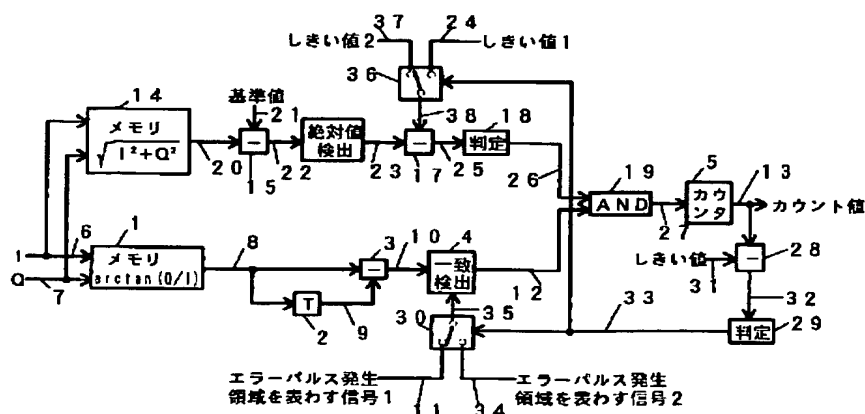 37
24
しきい値2
しきい値1
36
14
基準値
21
38
18
メモリ
√I²+Q²
絶対値
検出
判定
20
15
22
23
17
25
26
19
5
13
AND
カウ
ンタ
カウント値
27
28
I
6
1
8
3
10
4
メモリ
arctan(Q/I)
一致
検出
しきい値
31
Q
7
12
T
2
9
30
35
33
32
判定
29
エラーパルス発生
領域を表わす信号1
エラーパルス発生
領域を表わす信号2
11
34